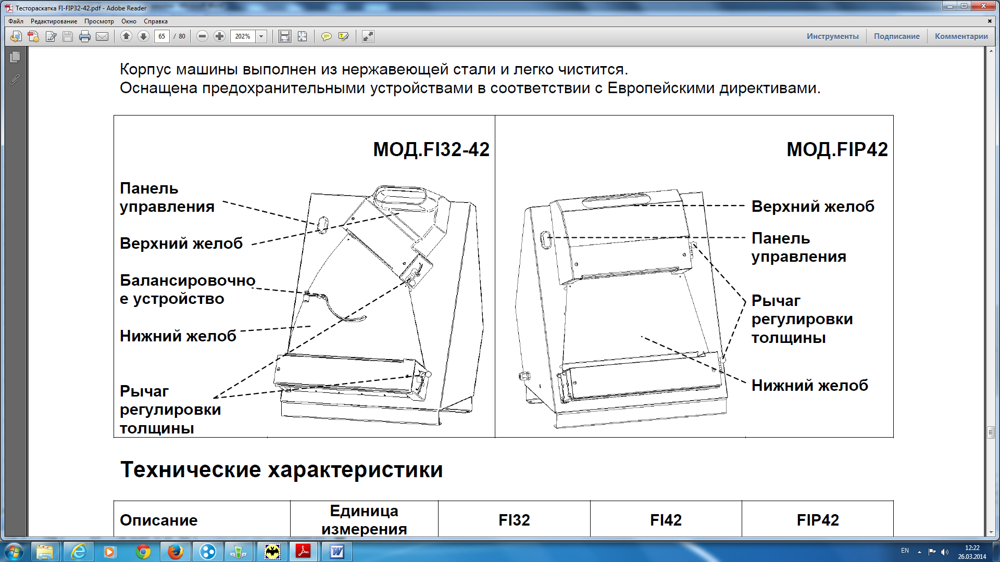 Тестораскатка FI-FIP32-42.pdf - Adobe Reader
Файл Редактирование Просмотр Окно Справка
65 / 80 202% Инструменты Подписание Комментарии
Корпус машины выполнен из нержавеющей стали и легко чистится.
Оснащена предохранительными устройствами в соответствии с Европейскими директивами.
МОД.FI32-42
Панель
управления
Верхний желоб
Балансировочно
е устройство
Нижний желоб
Рычаг
регулировки
толщины
МОД.FIP42
Верхний желоб
Панель
управления
Рычаг
регулировки
толщины
Нижний желоб
Технические характеристики
Описание
Единица
измерения
FI32
FI42
FIP42
EN
12:22
26.03.2014